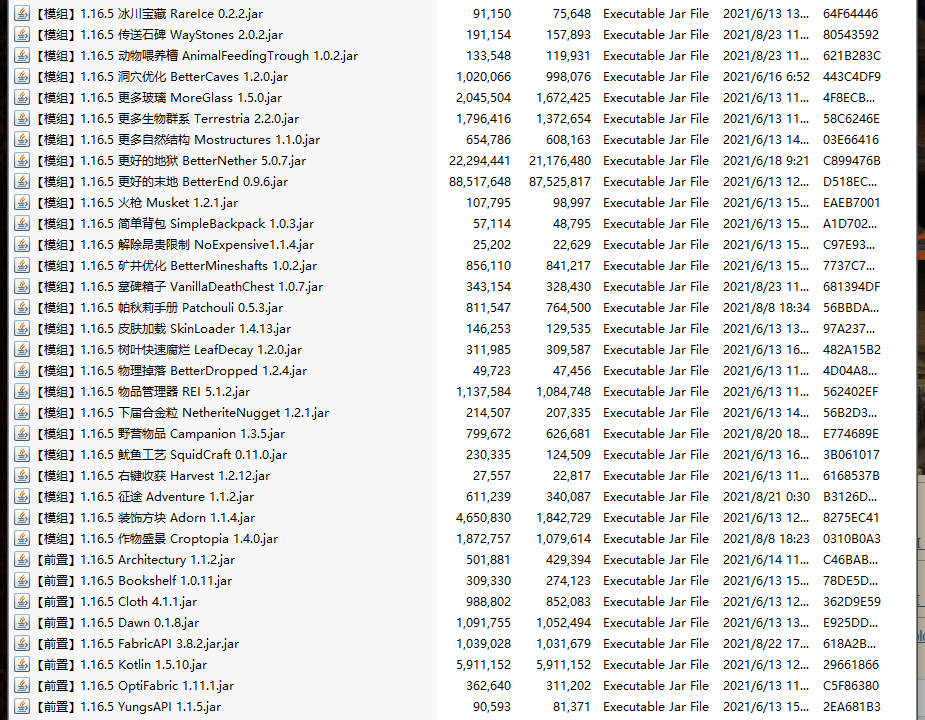 【模组】1.16.5 冰川宝藏 RareIce 0.2.2.jar 91,150 75,648 Executable Jar File 2021/6/13 13... 64F64446
【模组】1.16.5 传送石碑 WayStones 2.0.2.jar 191,154 157,893 Executable Jar File 2021/8/23 11... 80543592
【模组】1.16.5 动物喂养槽 AnimalFeedingTrough 1.0.2.jar 133,548 119,931 Executable Jar File 2021/8/23 11... 621B283C
【模组】1.16.5 洞穴优化 BetterCaves 1.2.0.jar 1,020,066 998,076 Executable Jar File 2021/6/16 6:52 443C4DF9
【模组】1.16.5 更多玻璃 MoreGlass 1.5.0.jar 2,045,504 1,672,425 Executable Jar File 2021/6/13 11... 4F8ECB...
【模组】1.16.5 更多生物群系 Terrestria 2.2.0.jar 1,796,416 1,372,654 Executable Jar File 2021/6/13 11... 58C6246E
【模组】1.16.5 更多自然结构 Mostructures 1.1.0.jar 654,786 608,163 Executable Jar File 2021/6/13 14... 03E66416
【模组】1.16.5 更好的地狱 BetterNether 5.0.7.jar 22,294,441 21,176,480 Executable Jar File 2021/6/18 9:21 C899476B
【模组】1.16.5 更好的末地 BetterEnd 0.9.6.jar 88,517,648 87,525,817 Executable Jar File 2021/6/13 12... D518EC...
【模组】1.16.5 火枪 Musket 1.2.1.jar 107,795 98,997 Executable Jar File 2021/6/13 15... EAEB7001
【模组】1.16.5 简单背包 SimpleBackpack 1.0.3.jar 57,114 48,795 Executable Jar File 2021/6/13 15... A1D702...
【模组】1.16.5 解除昂贵限制 NoExpensive1.1.4.jar 25,202 22,629 Executable Jar File 2021/6/13 15... C97E93...
【模组】1.16.5 矿井优化 BetterMineshafts 1.0.2.jar 856,110 841,217 Executable Jar File 2021/6/13 15... 7737C7...
【模组】1.16.5 墓碑箱子 VanillaDeathChest 1.0.7.jar 343,154 328,430 Executable Jar File 2021/8/23 11... 681394DF
【模组】1.16.5 帕秋莉手册 Patchouli 0.5.3.jar 811,547 764,500 Executable Jar File 2021/8/8 18:34 56BBDA...
【模组】1.16.5 皮肤加载 SkinLoader 1.4.13.jar 146,253 129,535 Executable Jar File 2021/6/13 13... 97A237...
【模组】1.16.5 树叶快速腐烂 LeafDecay 1.2.0.jar 311,985 309,587 Executable Jar File 2021/6/13 16... 482A15B2
【模组】1.16.5 物理掉落 BetterDropped 1.2.4.jar 49,723 47,456 Executable Jar File 2021/6/13 11... 4D04A8...
【模组】1.16.5 物品管理器 REI 5.1.2.jar 1,137,584 1,084,748 Executable Jar File 2021/6/13 11... 562402EF
【模组】1.16.5 下届合金粒 NetheriteNugget 1.2.1.jar 214,507 207,335 Executable Jar File 2021/6/13 14... 56B2D3...
【模组】1.16.5 野营物品 Campanion 1.3.5.jar 799,672 626,681 Executable Jar File 2021/8/20 18... E774689E
【模组】1.16.5 鱿鱼工艺 SquidCraft 0.11.0.jar 230,335 124,509 Executable Jar File 2021/6/13 16... 3B061017
【模组】1.16.5 右键收获 Harvest 1.2.12.jar 27,557 22,817 Executable Jar File 2021/6/13 11... 6168537B
【模组】1.16.5 征途 Adventure 1.1.2.jar 611,239 340,087 Executable Jar File 2021/8/21 0:30 B3126D...
【模组】1.16.5 装饰方块 Adorn 1.1.4.jar 4,650,830 1,842,729 Executable Jar File 2021/6/13 12... 8275EC41
【模组】1.16.5 作物盛景 Croptopia 1.4.0.jar 1,872,757 1,079,614 Executable Jar File 2021/8/8 18:23 0310B0A3
【前置】1.16.5 Architectury 1.1.2.jar 501,881 429,394 Executable Jar File 2021/6/14 11... C46BAB...
【前置】1.16.5 Bookshelf 1.0.11.jar 309,330 274,123 Executable Jar File 2021/6/13 15... 78DE5D...
【前置】1.16.5 Cloth 4.1.1.jar 988,802 852,083 Executable Jar File 2021/6/13 12... 362D9E59
【前置】1.16.5 Dawn 0.1.8.jar 1,091,755 1,052,494 Executable Jar File 2021/6/13 13... E925DD...
【前置】1.16.5 FabricAPI 3.8.2.jar.jar 1,039,028 1,031,679 Executable Jar File 2021/8/22 17... 618A2B...
【前置】1.16.5 Kotlin 1.5.10.jar 5,911,152 5,911,152 Executable Jar File 2021/6/13 12... 29661866
【前置】1.16.5 OptiFabric 1.11.1.jar 362,640 311,202 Executable Jar File 2021/6/13 11... C5F86380
【前置】1.16.5 YungsAPI 1.1.5.jar 90,593 81,371 Executable Jar File 2021/6/13 15... 2EA681B3